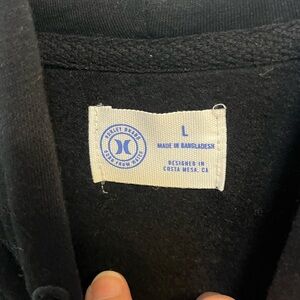 HURLEY BRAND
BORN FROM WATER
L
MADE IN BANGLADESH
DESIGNED IN
COSTA MESA, CA